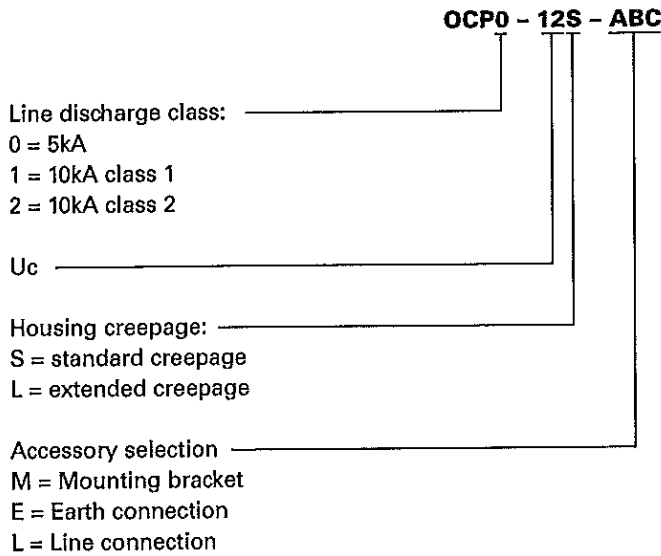 OCP0 – 12S – ABC
Line discharge class:
0 = 5kA
1 = 10kA class 1
2 = 10kA class 2
Uc
Housing creepage:
S = standard creepage
L = extended creepage
Accessory selection
M = Mounting bracket
E = Earth connection
L = Line connection